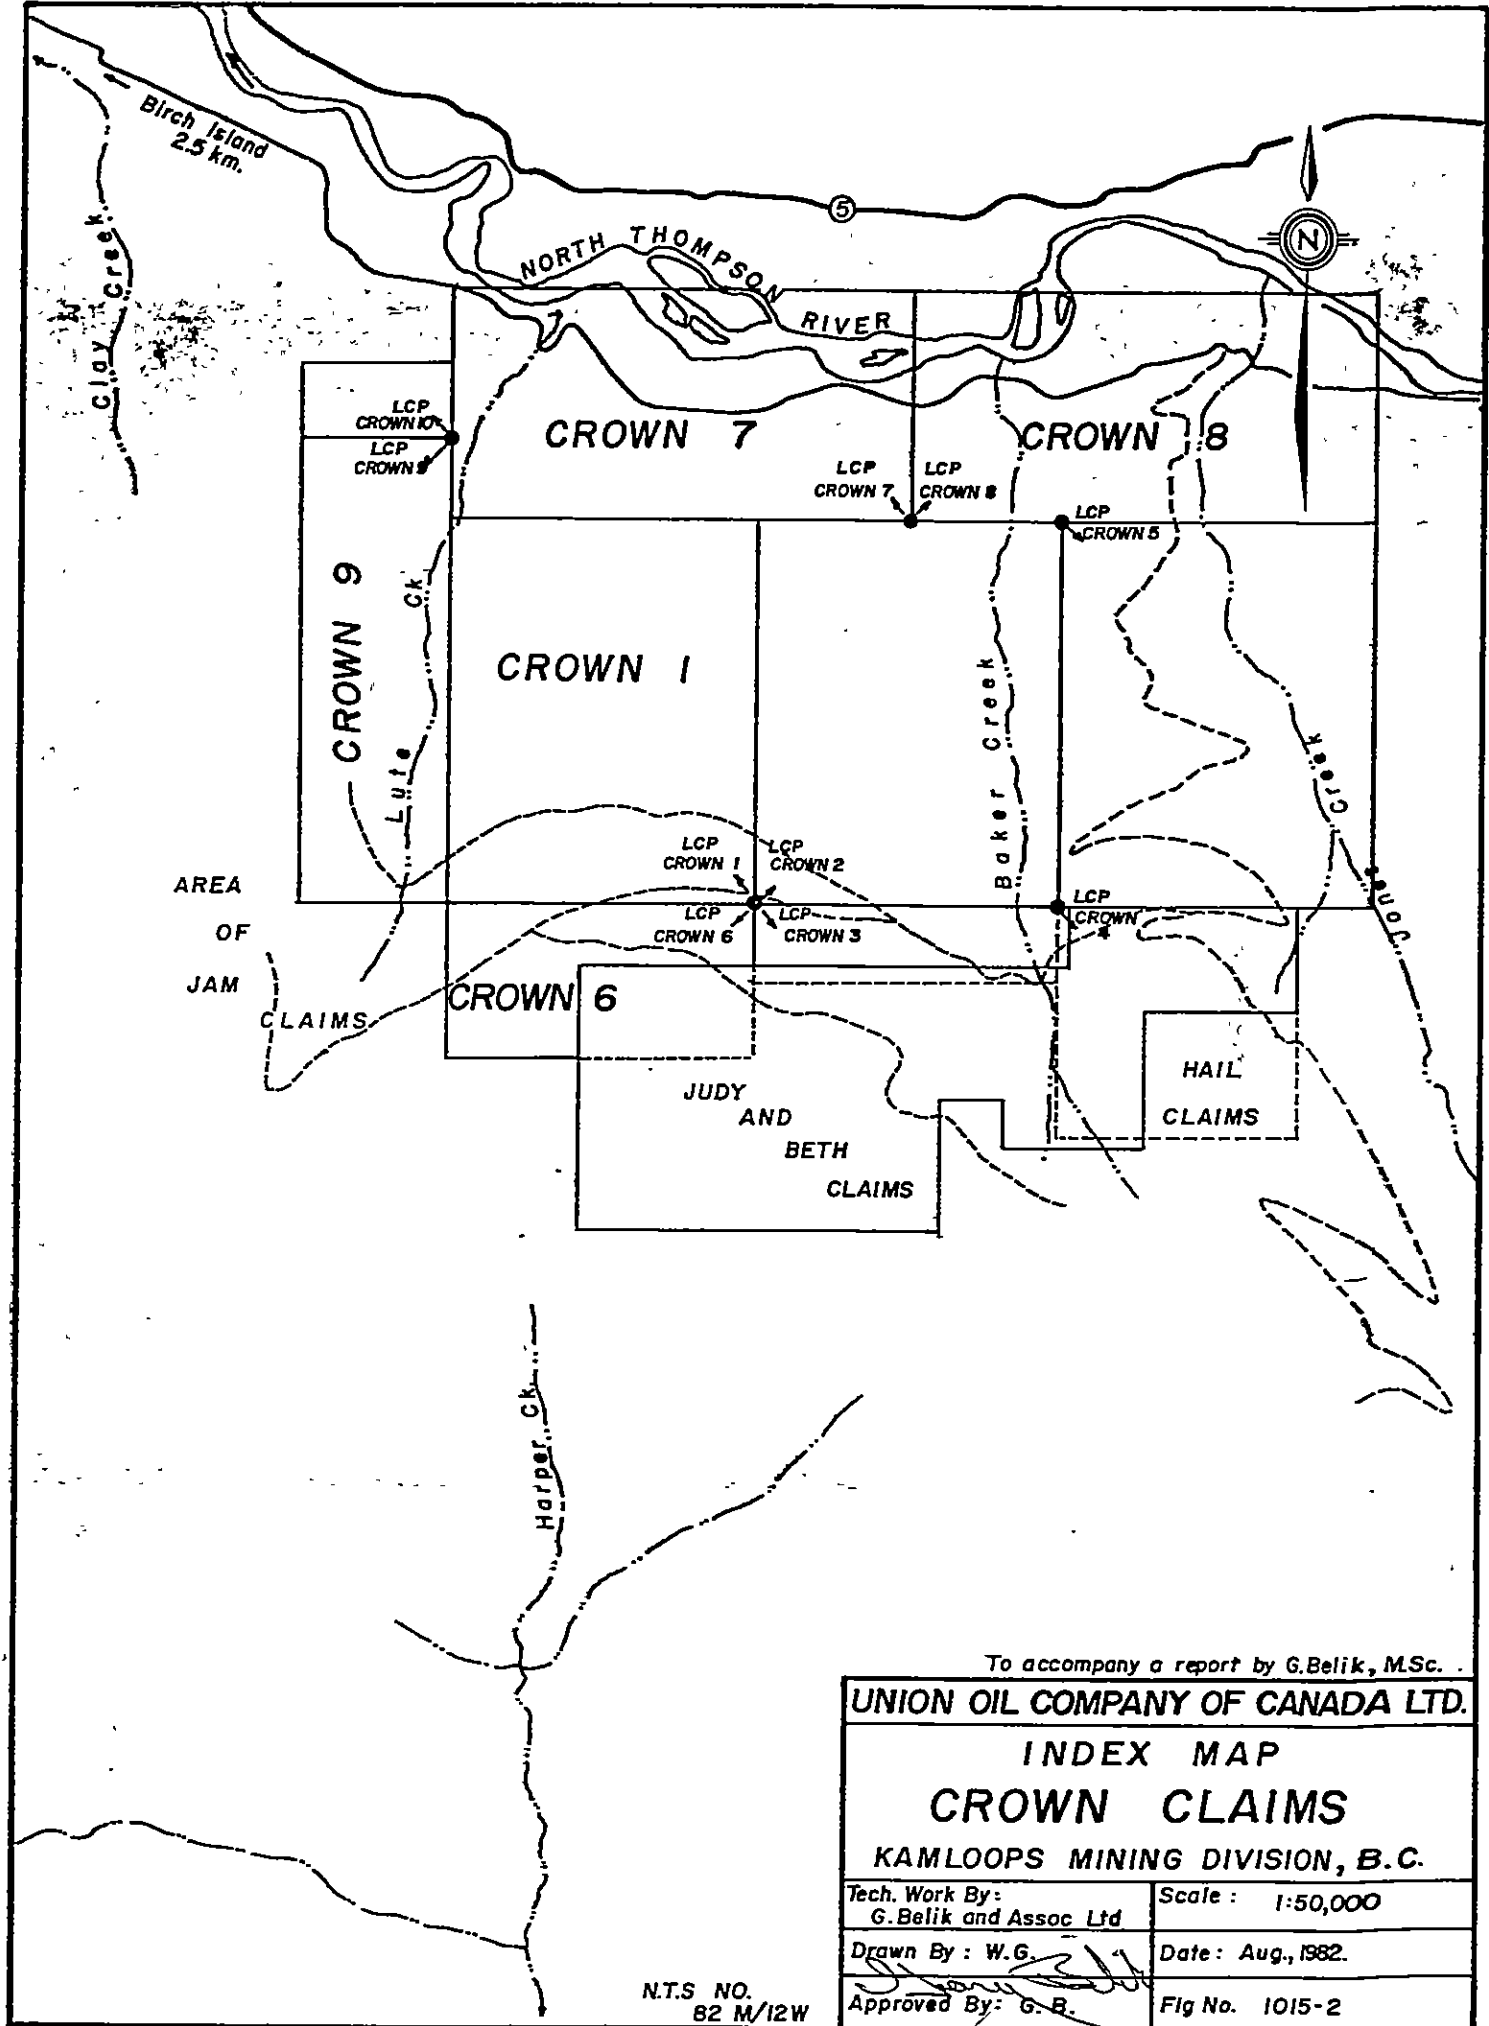 Birch Island
2.5 km.
Clay Creek
5
N
NORTH THOMPSON RIVER
LCP
CROWN 10
LCP
CROWN 9
CROWN 7
CROWN 8
LCP
CROWN 7
LCP
CROWN 8
LCP
CROWN 5
CROWN 9
Lute Ck
CROWN 1
Baker Creek
Jones Creek
LCP
CROWN 1
LCP
CROWN 2
LCP
CROWN 6
LCP
CROWN 3
LCP
CROWN
4
AREA
OF
JAM
CLAIMS
CROWN 6
JUDY
AND
BETH
CLAIMS
HAIL
CLAIMS
Harper Ck
To accompany a report by G.Belik, M.Sc.
UNION OIL COMPANY OF CANADA LTD.
INDEX MAP
CROWN CLAIMS
KAMLOOPS MINING DIVISION, B.C.
Tech. Work By:
G.Belik and Assoc Ltd
Scale: 1:50,000
Drawn By: W.G.
Date: Aug., 1982.
Approved By: G. B.
Fig No. 1015-2
N.T.S NO.
82 M/12W